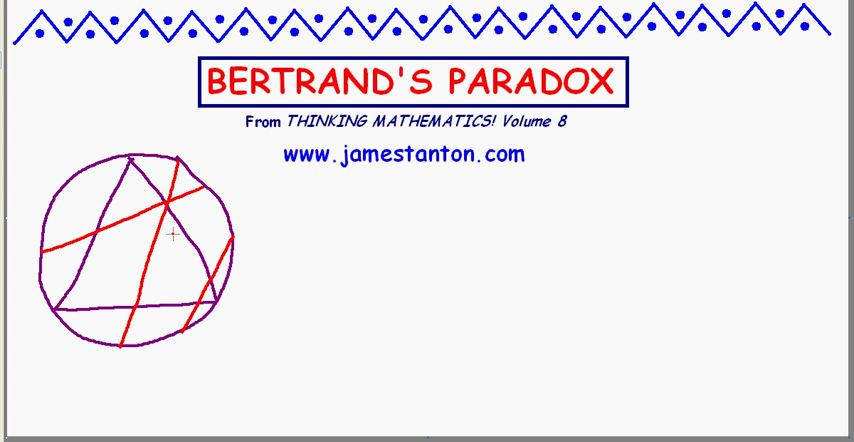 BERTRAND'S PARADOX
From THINKING MATHEMATICS! Volume 8
www.jamestanton.com